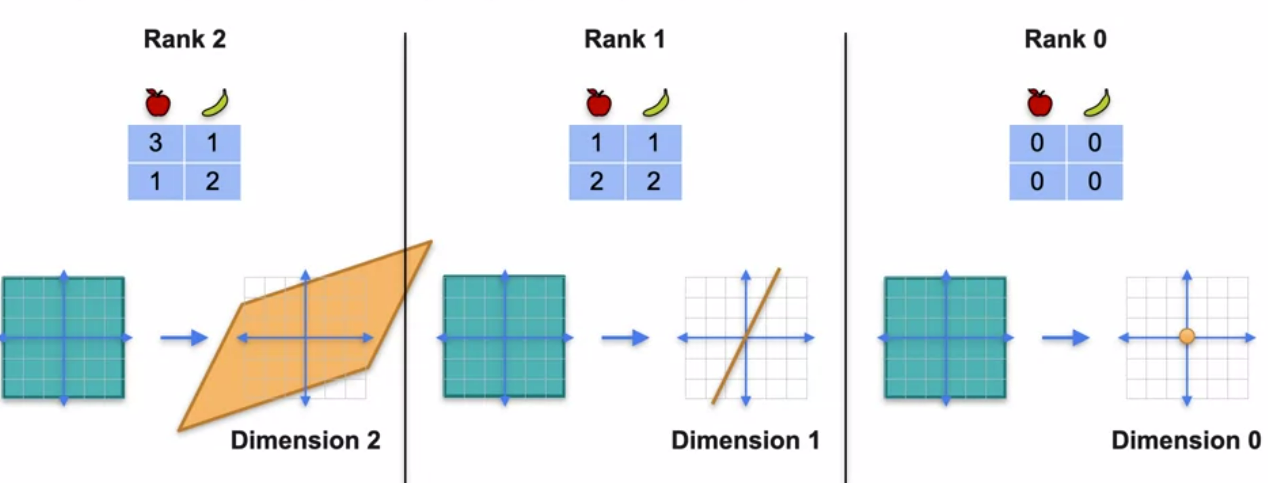 Rank 2
3 1
1 2
Dimension 2
Rank 1
1 1
2 2
Dimension 1
Rank 0
0 0
0 0
Dimension 0